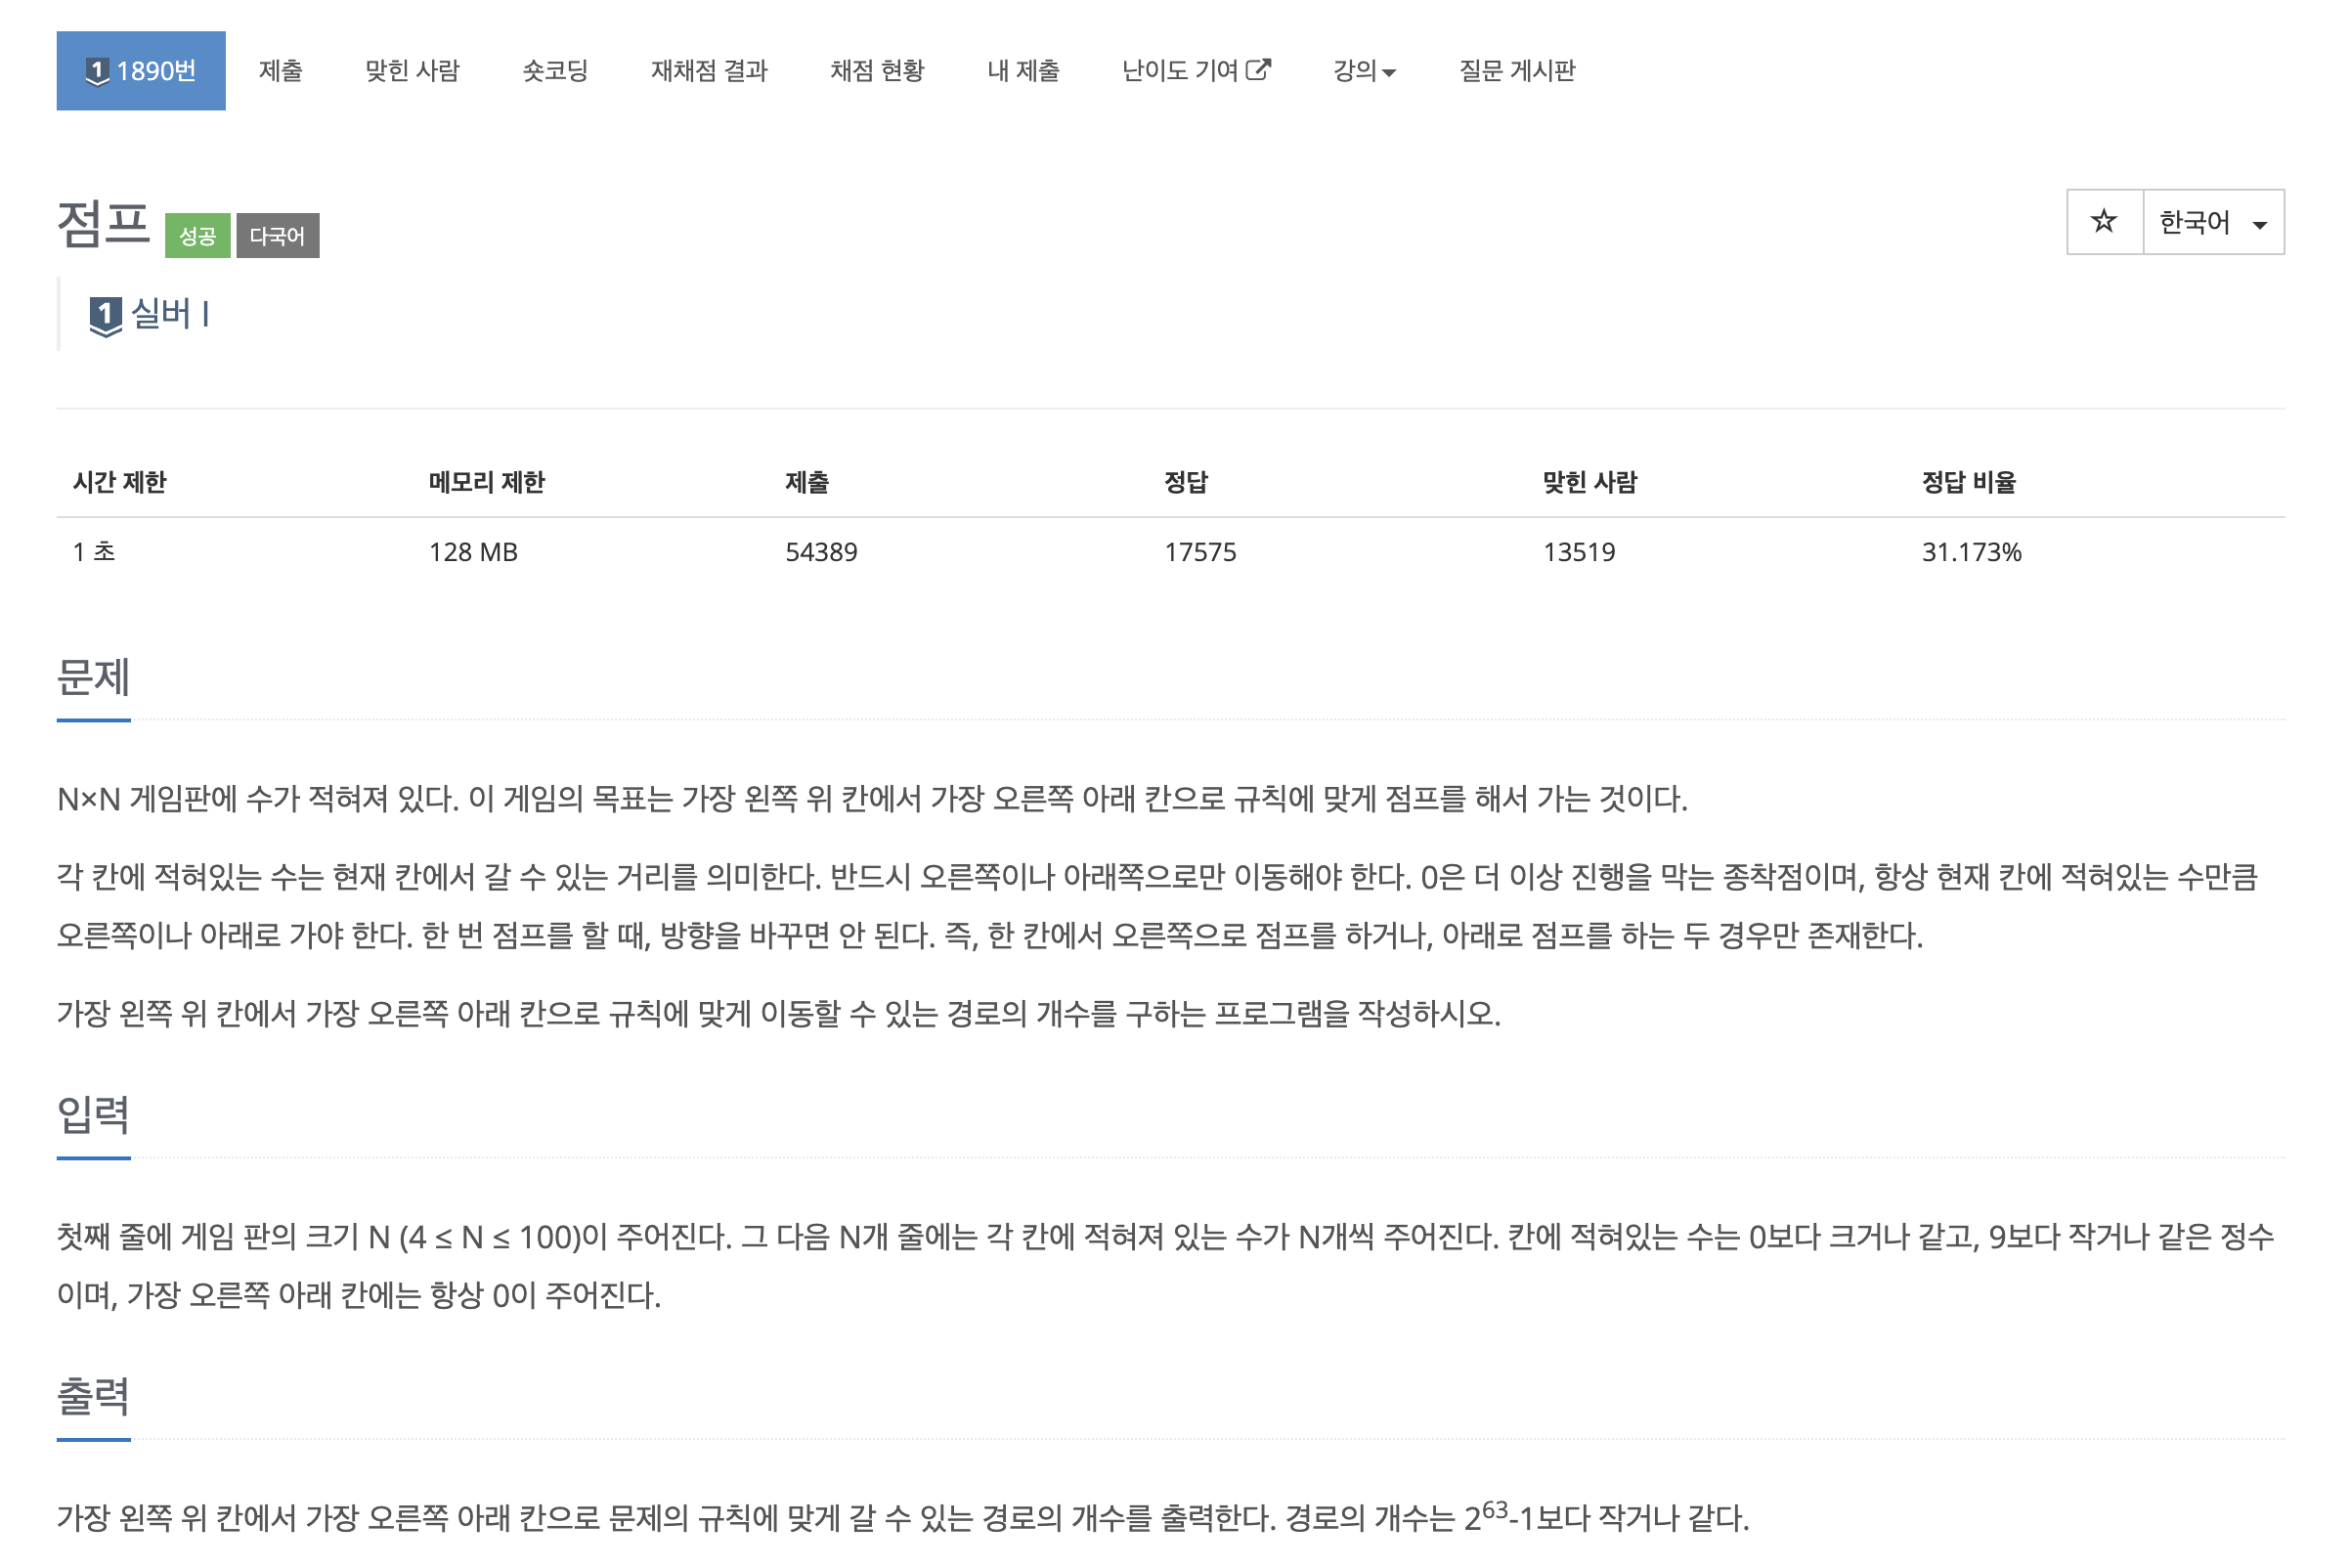 1 1890번 제출 맞힌 사람 숏코딩 재채점 결과 채점 현황 내 제출 난이도 기여 강의 질문 게시판
점프 성공 다국어 한국어
1 실버 I
시간 제한 메모리 제한 제출 정답 맞힌 사람 정답 비율
1 초 128 MB 54389 17575 13519 31.173%
문제
N×N 게임판에 수가 적혀져 있다. 이 게임의 목표는 가장 왼쪽 위 칸에서 가장 오른쪽 아래 칸으로 규칙에 맞게 점프를 해서 가는 것이다.
각 칸에 적혀있는 수는 현재 칸에서 갈 수 있는 거리를 의미한다. 반드시 오른쪽이나 아래쪽으로만 이동해야 한다. 0은 더 이상 진행을 막는 종착점이며, 항상 현재 칸에 적혀있는 수만큼
오른쪽이나 아래로 가야 한다. 한 번 점프를 할 때, 방향을 바꾸면 안 된다. 즉, 한 칸에서 오른쪽으로 점프를 하거나, 아래로 점프를 하는 두 경우만 존재한다.
가장 왼쪽 위 칸에서 가장 오른쪽 아래 칸으로 규칙에 맞게 이동할 수 있는 경로의 개수를 구하는 프로그램을 작성하시오.
입력
첫째 줄에 게임 판의 크기 N (4 ≤ N ≤ 100)이 주어진다. 그 다음 N개 줄에는 각 칸에 적혀져 있는 수가 N개씩 주어진다. 칸에 적혀있는 수는 0보다 크거나 같고, 9보다 작거나 같은 정수
이며, 가장 오른쪽 아래 칸에는 항상 0이 주어진다.
출력
가장 왼쪽 위 칸에서 가장 오른쪽 아래 칸으로 문제의 규칙에 맞게 갈 수 있는 경로의 개수를 출력한다. 경로의 개수는 2⁶³-1보다 작거나 같다.